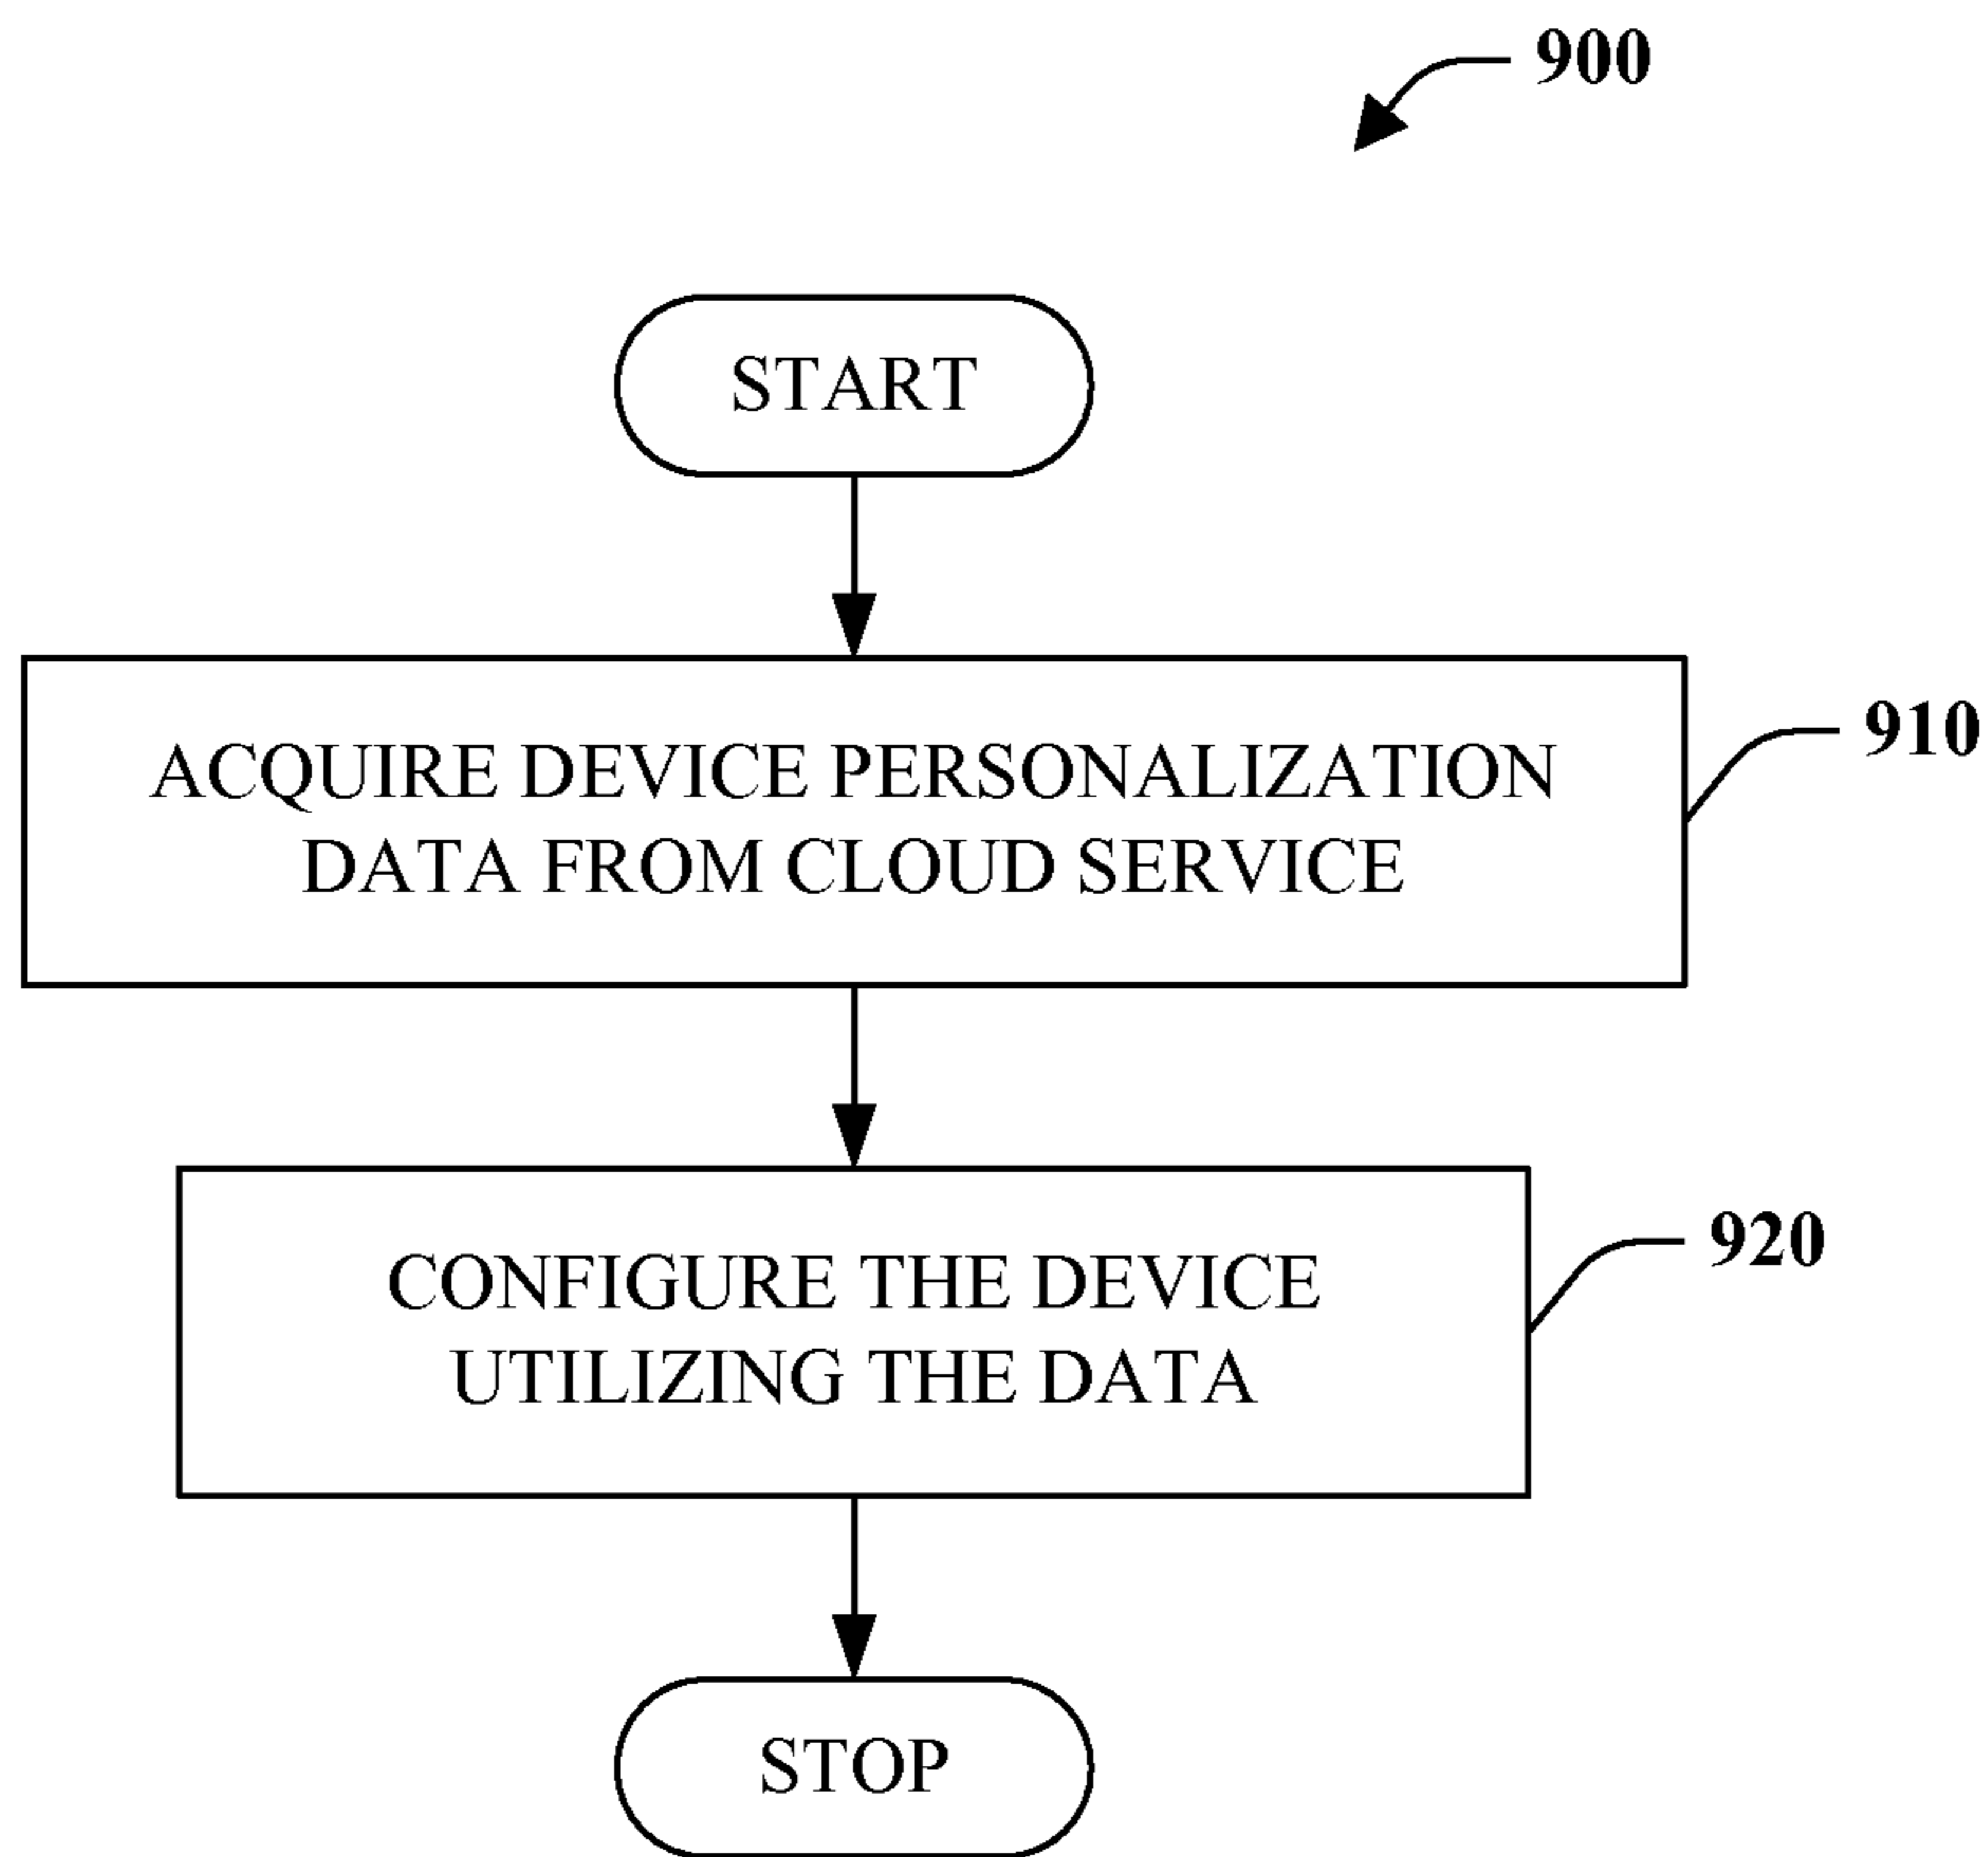 900
START
ACQUIRE DEVICE PERSONALIZATION
DATA FROM CLOUD SERVICE
910
CONFIGURE THE DEVICE
UTILIZING THE DATA
920
STOP